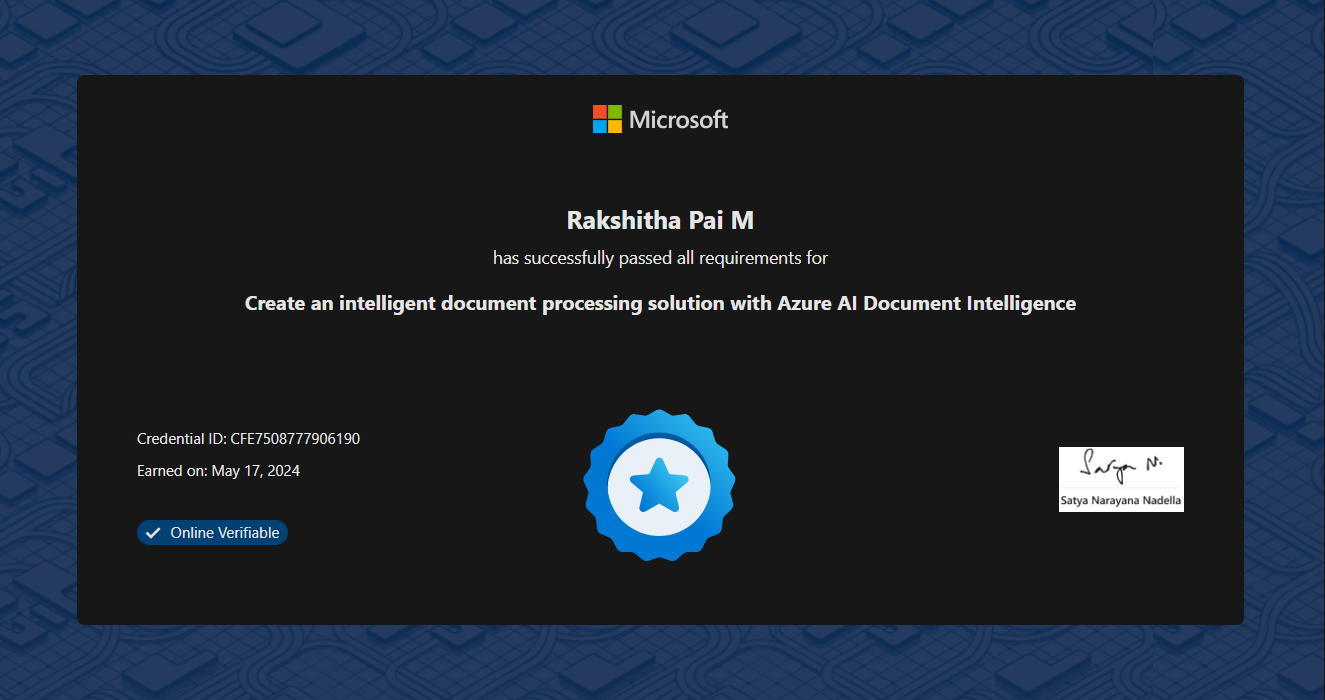 Microsoft
Rakshitha Pai M
has successfully passed all requirements for
Create an intelligent document processing solution with Azure AI Document Intelligence
Credential ID: CFE7508777906190
Earned on: May 17, 2024
Online Verifiable
Satya N.
Satya Narayana Nadella